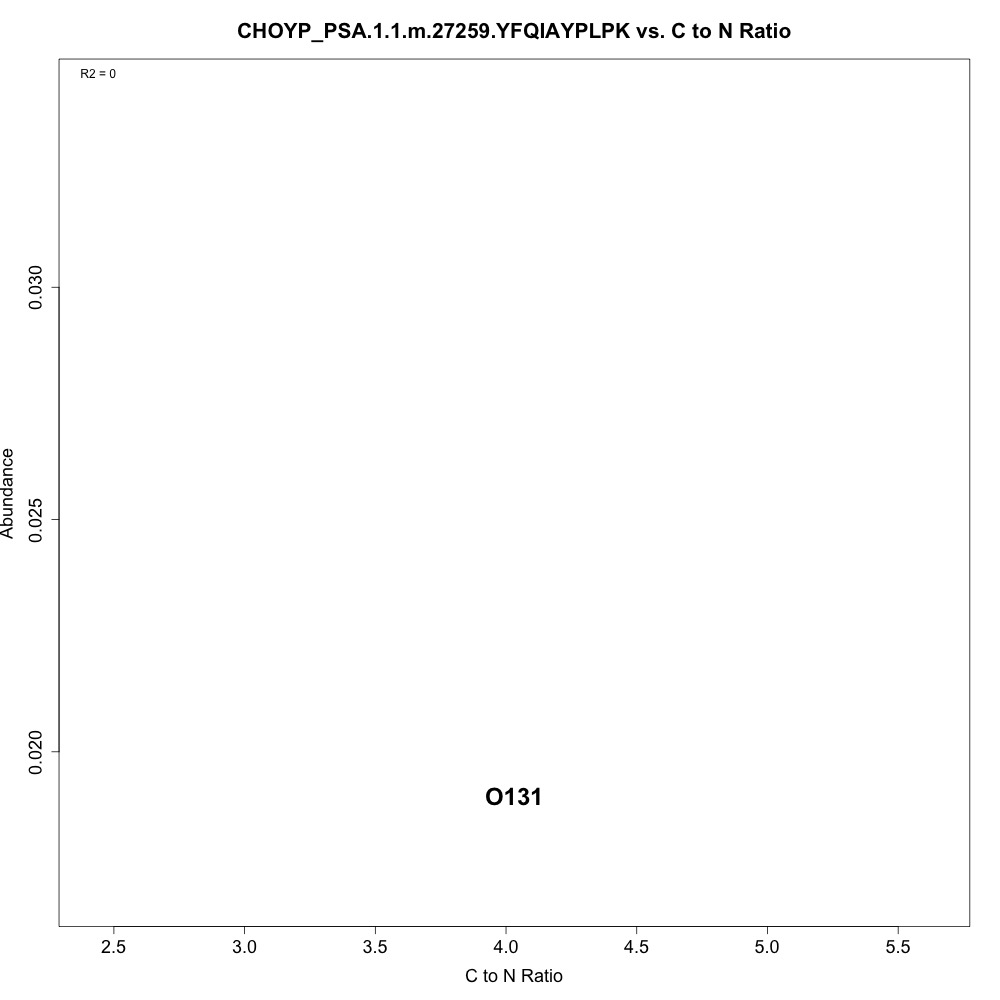 CHOYP_PSA.1.1.m.27259.YFQIAYPLPK vs. C to N Ratio
R2 = 0
0.030
0.025
0.020
Abundance
O131
2.5 3.0 3.5 4.0 4.5 5.0 5.5
C to N Ratio